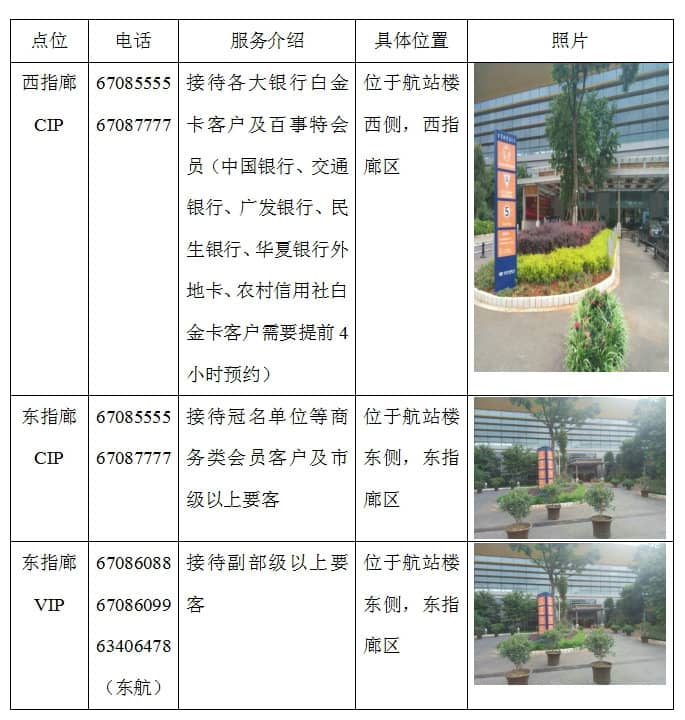 点位 电话 服务介绍 具体位置 照片
西指廊 67085555 接待各大银行白金 位于航站楼
CIP 67087777 卡客户及百事特会 西侧，西指
员（中国银行、交通 廊区
银行、广发银行、民
生银行、华夏银行外
地卡、农村信用社白
金卡客户需要提前 4
小时预约）
5
东指廊 67085555 接待冠名单位等商 位于航站楼
CIP 67087777 务类会员客户及市 东侧，东指
级以上要客 廊区
东指廊 67086088 接待副部级以上要 位于航站楼
VIP 67086099 客 东侧，东指
63406478 廊区
（东航）